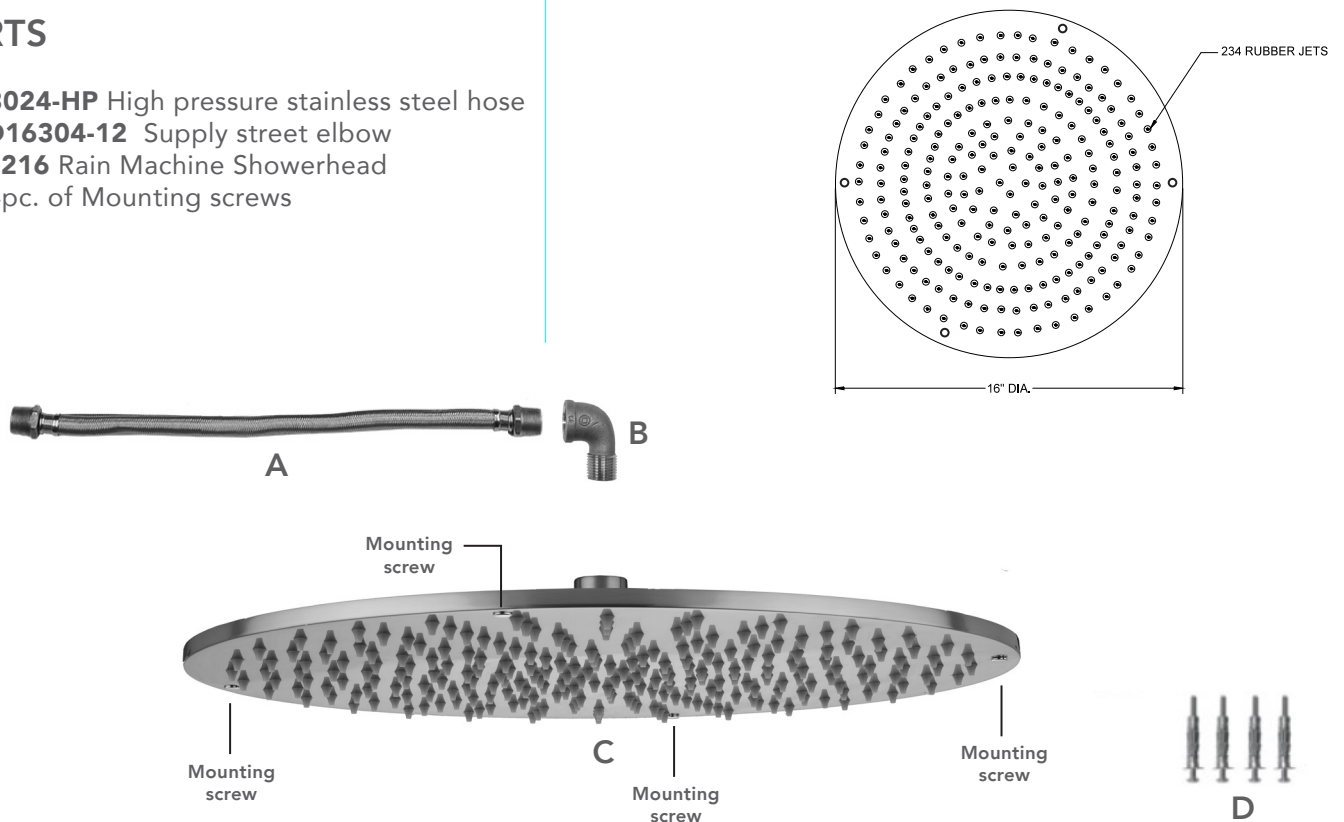 RTS
3024-HP High pressure stainless steel hose
16304-12 Supply street elbow
216 Rain Machine Showerhead
pc. of Mounting screws
234 RUBBER JETS
16" DIA.
A
B
Mounting
screw
C
Mounting
screw
Mounting
screw
Mounting
screw
D